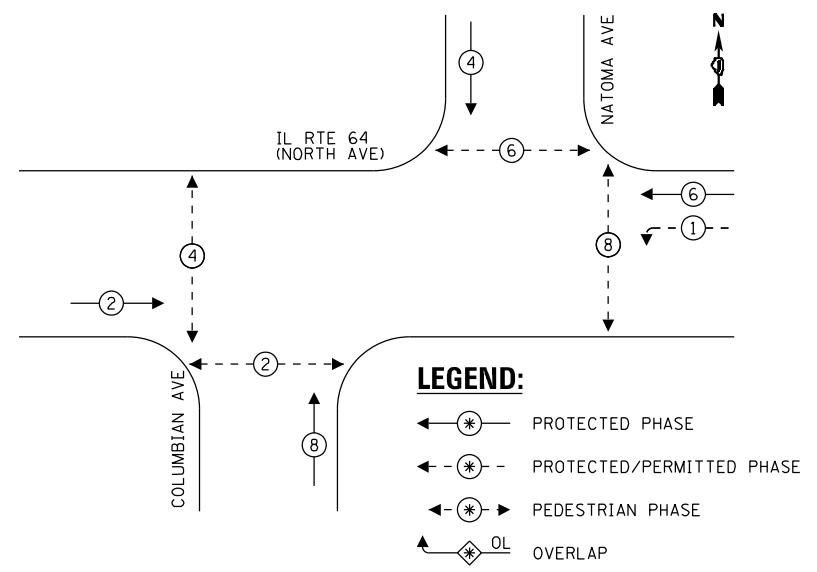 N
NATOMA AVE
4
IL RTE 64
(NORTH AVE)
6
6
1
4
8
2
2
COLUMBIAN AVE
8
LEGEND:
* PROTECTED PHASE
* PROTECTED/PERMITTED PHASE
* PEDESTRIAN PHASE
* OL OVERLAP